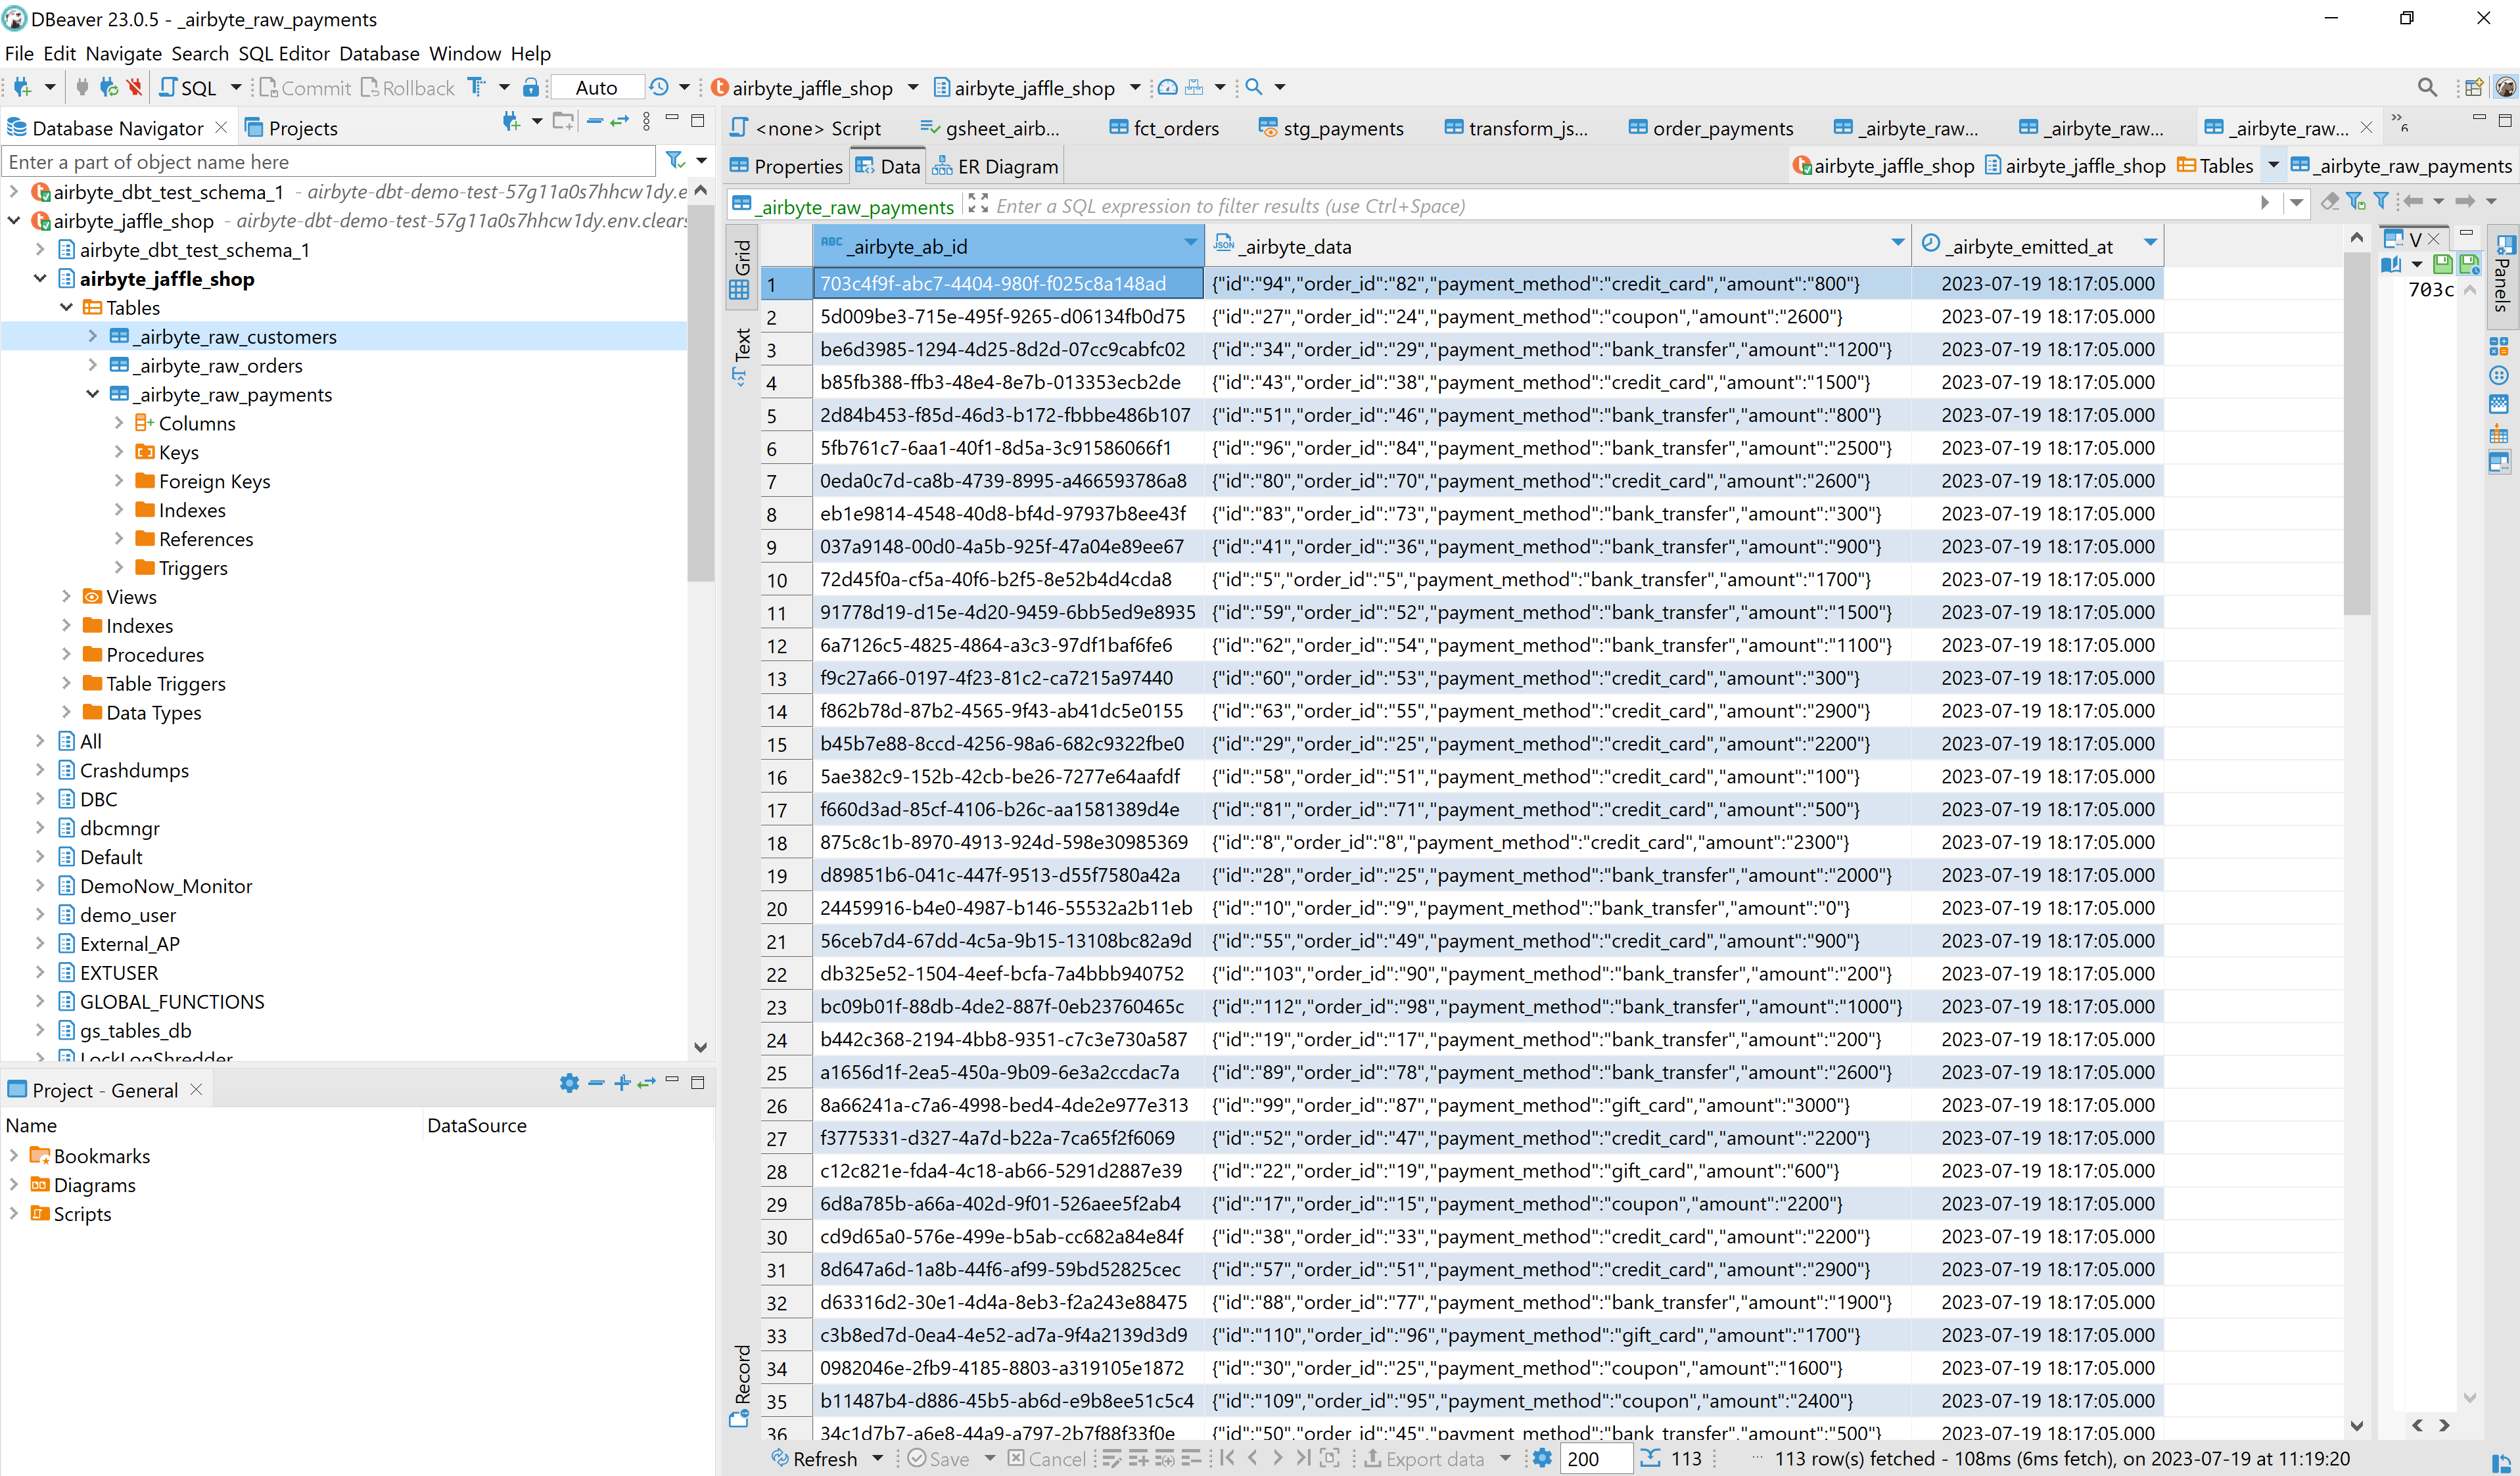 DBeaver 23.0.5 - _airbyte_raw_payments
File Edit Navigate Search SQL Editor Database Window Help
SQL Commit Rollback Auto airbyte_jaffle_shop airbyte_jaffle_shop
Database Navigator Projects
Enter a part of object name here
airbyte_dbt_test_schema_1 - airbyte-dbt-demo-test-57g11a0s7hhcw1dy.e
airbyte_jaffle_shop - airbyte-dbt-demo-test-57g11a0s7hhcw1dy.env.clears
airbyte_dbt_test_schema_1
airbyte_jaffle_shop
Tables
_airbyte_raw_customers
_airbyte_raw_orders
_airbyte_raw_payments
Columns
Keys
Foreign Keys
Indexes
References
Triggers
Views
Indexes
Procedures
Table Triggers
Data Types
All
Crashdumps
DBC
dbcmngr
Default
DemoNow_Monitor
demo_user
External_AP
EXTUSER
GLOBAL_FUNCTIONS
gs_tables_db
LockLogShredder
Project - General
Name DataSource
Bookmarks
Diagrams
Scripts
<none> Script gsheet_airb... fct_orders stg_payments transform_js... order_payments _airbyte_raw... _airbyte_raw... _airbyte_raw... »6
Properties Data ER Diagram airbyte_jaffle_shop airbyte_jaffle_shop Tables _airbyte_raw_payments
_airbyte_raw_payments Enter a SQL expression to filter results (use Ctrl+Space)
Grid
Text
Record
ABC _airbyte_ab_id JSON _airbyte_data _airbyte_emitted_at
1 703c4f9f-abc7-4404-980f-f025c8a148ad {"id":"94","order_id":"82","payment_method":"credit_card","amount":"800"} 2023-07-19 18:17:05.000
2 5d009be3-715e-495f-9265-d06134fb0d75 {"id":"27","order_id":"24","payment_method":"coupon","amount":"2600"} 2023-07-19 18:17:05.000
3 be6d3985-1294-4d25-8d2d-07cc9cabfc02 {"id":"34","order_id":"29","payment_method":"bank_transfer","amount":"1200"} 2023-07-19 18:17:05.000
4 b85fb388-ffb3-48e4-8e7b-013353ecb2de {"id":"43","order_id":"38","payment_method":"credit_card","amount":"1500"} 2023-07-19 18:17:05.000
5 2d84b453-f85d-46d3-b172-fbbbe486b107 {"id":"51","order_id":"46","payment_method":"bank_transfer","amount":"800"} 2023-07-19 18:17:05.000
6 5fb761c7-6aa1-40f1-8d5a-3c91586066f1 {"id":"96","order_id":"84","payment_method":"bank_transfer","amount":"2500"} 2023-07-19 18:17:05.000
7 0eda0c7d-ca8b-4739-8995-a466593786a8 {"id":"80","order_id":"70","payment_method":"credit_card","amount":"2600"} 2023-07-19 18:17:05.000
8 eb1e9814-4548-40d8-bf4d-97937b8ee43f {"id":"83","order_id":"73","payment_method":"bank_transfer","amount":"300"} 2023-07-19 18:17:05.000
9 037a9148-00d0-4a5b-925f-47a04e89ee67 {"id":"41","order_id":"36","payment_method":"bank_transfer","amount":"900"} 2023-07-19 18:17:05.000
10 72d45f0a-cf5a-40f6-b2f5-8e52b4d4cda8 {"id":"5","order_id":"5","payment_method":"bank_transfer","amount":"1700"} 2023-07-19 18:17:05.000
11 91778d19-d15e-4d20-9459-6bb5ed9e8935 {"id":"59","order_id":"52","payment_method":"bank_transfer","amount":"1500"} 2023-07-19 18:17:05.000
12 6a7126c5-4825-4864-a3c3-97df1baf6fe6 {"id":"62","order_id":"54","payment_method":"bank_transfer","amount":"1100"} 2023-07-19 18:17:05.000
13 f9c27a66-0197-4f23-81c2-ca7215a97440 {"id":"60","order_id":"53","payment_method":"credit_card","amount":"300"} 2023-07-19 18:17:05.000
14 f862b78d-87b2-4565-9f43-ab41dc5e0155 {"id":"63","order_id":"55","payment_method":"credit_card","amount":"2900"} 2023-07-19 18:17:05.000
15 b45b7e88-8ccd-4256-98a6-682c9322fbe0 {"id":"29","order_id":"25","payment_method":"credit_card","amount":"2200"} 2023-07-19 18:17:05.000
16 5ae382c9-152b-42cb-be26-7277e64aafdf {"id":"58","order_id":"51","payment_method":"credit_card","amount":"100"} 2023-07-19 18:17:05.000
17 f660d3ad-85cf-4106-b26c-aa1581389d4e {"id":"81","order_id":"71","payment_method":"credit_card","amount":"500"} 2023-07-19 18:17:05.000
18 875c8c1b-8970-4913-924d-598e30985369 {"id":"8","order_id":"8","payment_method":"credit_card","amount":"2300"} 2023-07-19 18:17:05.000
19 d89851b6-041c-447f-9513-d55f7580a42a {"id":"28","order_id":"25","payment_method":"bank_transfer","amount":"2000"} 2023-07-19 18:17:05.000
20 24459916-b4e0-4987-b146-55532a2b11eb {"id":"10","order_id":"9","payment_method":"bank_transfer","amount":"0"} 2023-07-19 18:17:05.000
21 56ceb7d4-67dd-4c5a-9b15-13108bc82a9d {"id":"55","order_id":"49","payment_method":"credit_card","amount":"900"} 2023-07-19 18:17:05.000
22 db325e52-1504-4eef-bcfa-7a4bbb940752 {"id":"103","order_id":"90","payment_method":"bank_transfer","amount":"200"} 2023-07-19 18:17:05.000
23 bc09b01f-88db-4de2-887f-0eb23760465c {"id":"112","order_id":"98","payment_method":"bank_transfer","amount":"1000"} 2023-07-19 18:17:05.000
24 b442c368-2194-4bb8-9351-c7c3e730a587 {"id":"19","order_id":"17","payment_method":"bank_transfer","amount":"200"} 2023-07-19 18:17:05.000
25 a1656d1f-2ea5-450a-9b09-6e3a2ccdac7a {"id":"89","order_id":"78","payment_method":"bank_transfer","amount":"2600"} 2023-07-19 18:17:05.000
26 8a66241a-c7a6-4998-bed4-4de2e977e313 {"id":"99","order_id":"87","payment_method":"gift_card","amount":"3000"} 2023-07-19 18:17:05.000
27 f3775331-d327-4a7d-b22a-7ca65f2f6069 {"id":"52","order_id":"47","payment_method":"credit_card","amount":"2200"} 2023-07-19 18:17:05.000
28 c12c821e-fda4-4c18-ab66-5291d2887e39 {"id":"22","order_id":"19","payment_method":"gift_card","amount":"600"} 2023-07-19 18:17:05.000
29 6d8a785b-a66a-402d-9f01-526aee5f2ab4 {"id":"17","order_id":"15","payment_method":"coupon","amount":"2200"} 2023-07-19 18:17:05.000
30 cd9d65a0-576e-499e-b5ab-cc682a84e84f {"id":"38","order_id":"33","payment_method":"credit_card","amount":"2200"} 2023-07-19 18:17:05.000
31 8d647a6d-1a8b-44f6-af99-59bd52825cec {"id":"57","order_id":"51","payment_method":"credit_card","amount":"2900"} 2023-07-19 18:17:05.000
32 d63316d2-30e1-4d4a-8eb3-f2a243e88475 {"id":"88","order_id":"77","payment_method":"bank_transfer","amount":"1900"} 2023-07-19 18:17:05.000
33 c3b8ed7d-0ea4-4e52-ad7a-9f4a2139d3d9 {"id":"110","order_id":"96","payment_method":"gift_card","amount":"1700"} 2023-07-19 18:17:05.000
34 0982046e-2fb9-4185-8803-a319105e1872 {"id":"30","order_id":"25","payment_method":"coupon","amount":"1600"} 2023-07-19 18:17:05.000
35 b11487b4-d886-45b5-ab6d-e9b8ee51c5c4 {"id":"109","order_id":"95","payment_method":"coupon","amount":"2400"} 2023-07-19 18:17:05.000
36 34c1d7b7-a6e8-44a9-a797-2b7f88f33f0e {"id":"50","order_id":"45","payment_method":"bank_transfer","amount":"500"} 2023-07-19 18:17:05.000
V
703c
Panels
Refresh Save Cancel Export data 200 113 ... 113 row(s) fetched - 108ms (6ms fetch), on 2023-07-19 at 11:19:20